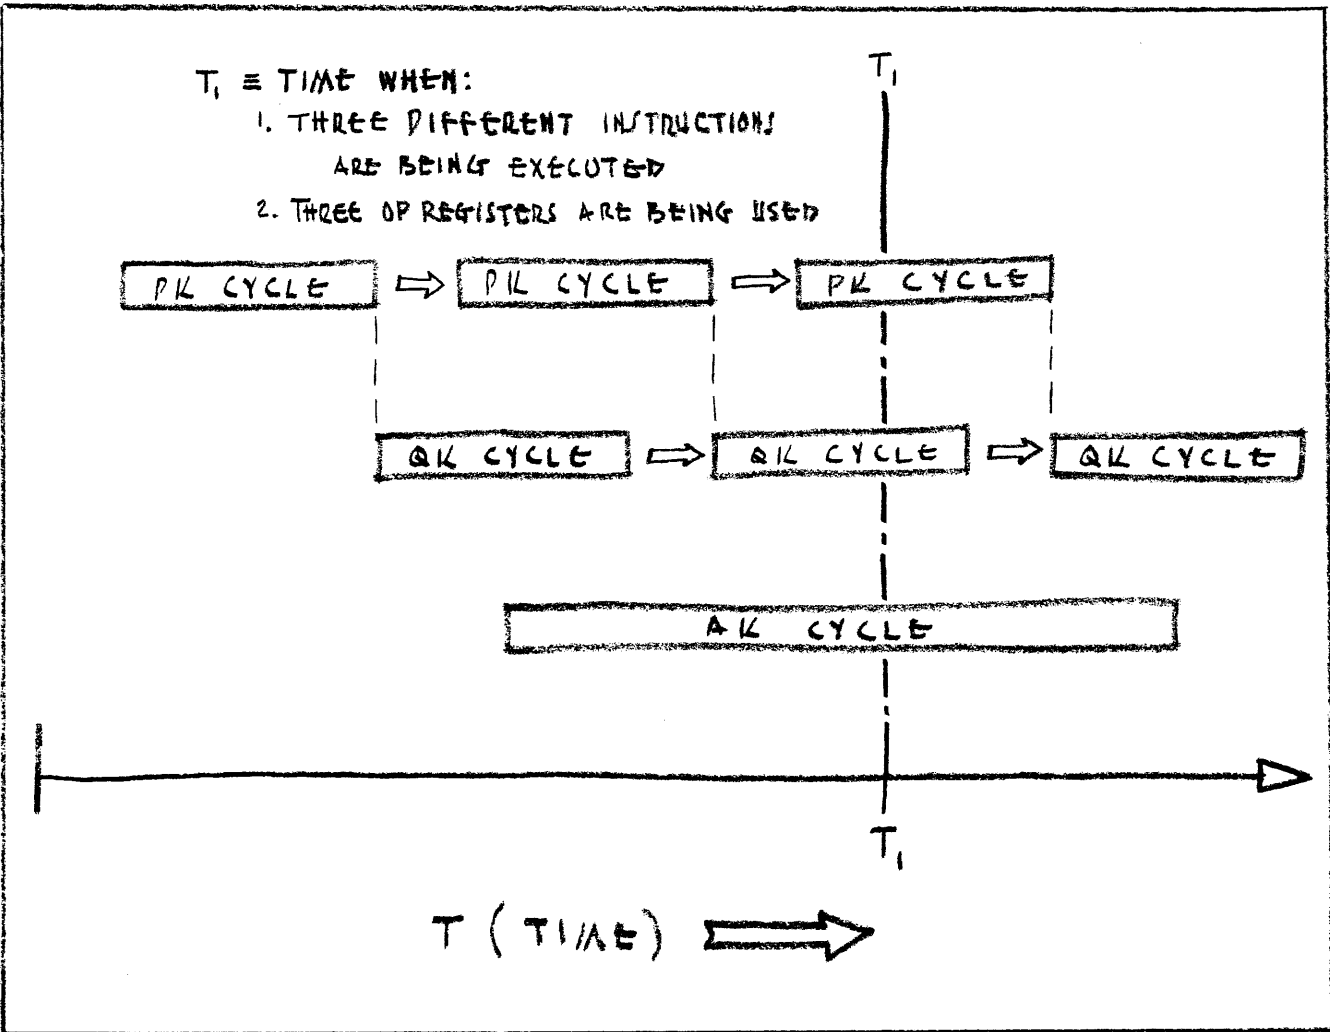 T₁ ≡ TIME WHEN:
T₁
1. THREE DIFFERENT INSTRUCTIONS
ARE BEING EXECUTED
2. THREE OP REGISTERS ARE BEING USED
PK CYCLE ⇒ PK CYCLE ⇒ PK CYCLE
QK CYCLE ⇒ QK CYCLE ⇒ QK CYCLE
AK CYCLE
T₁
T (TIME) ⇒